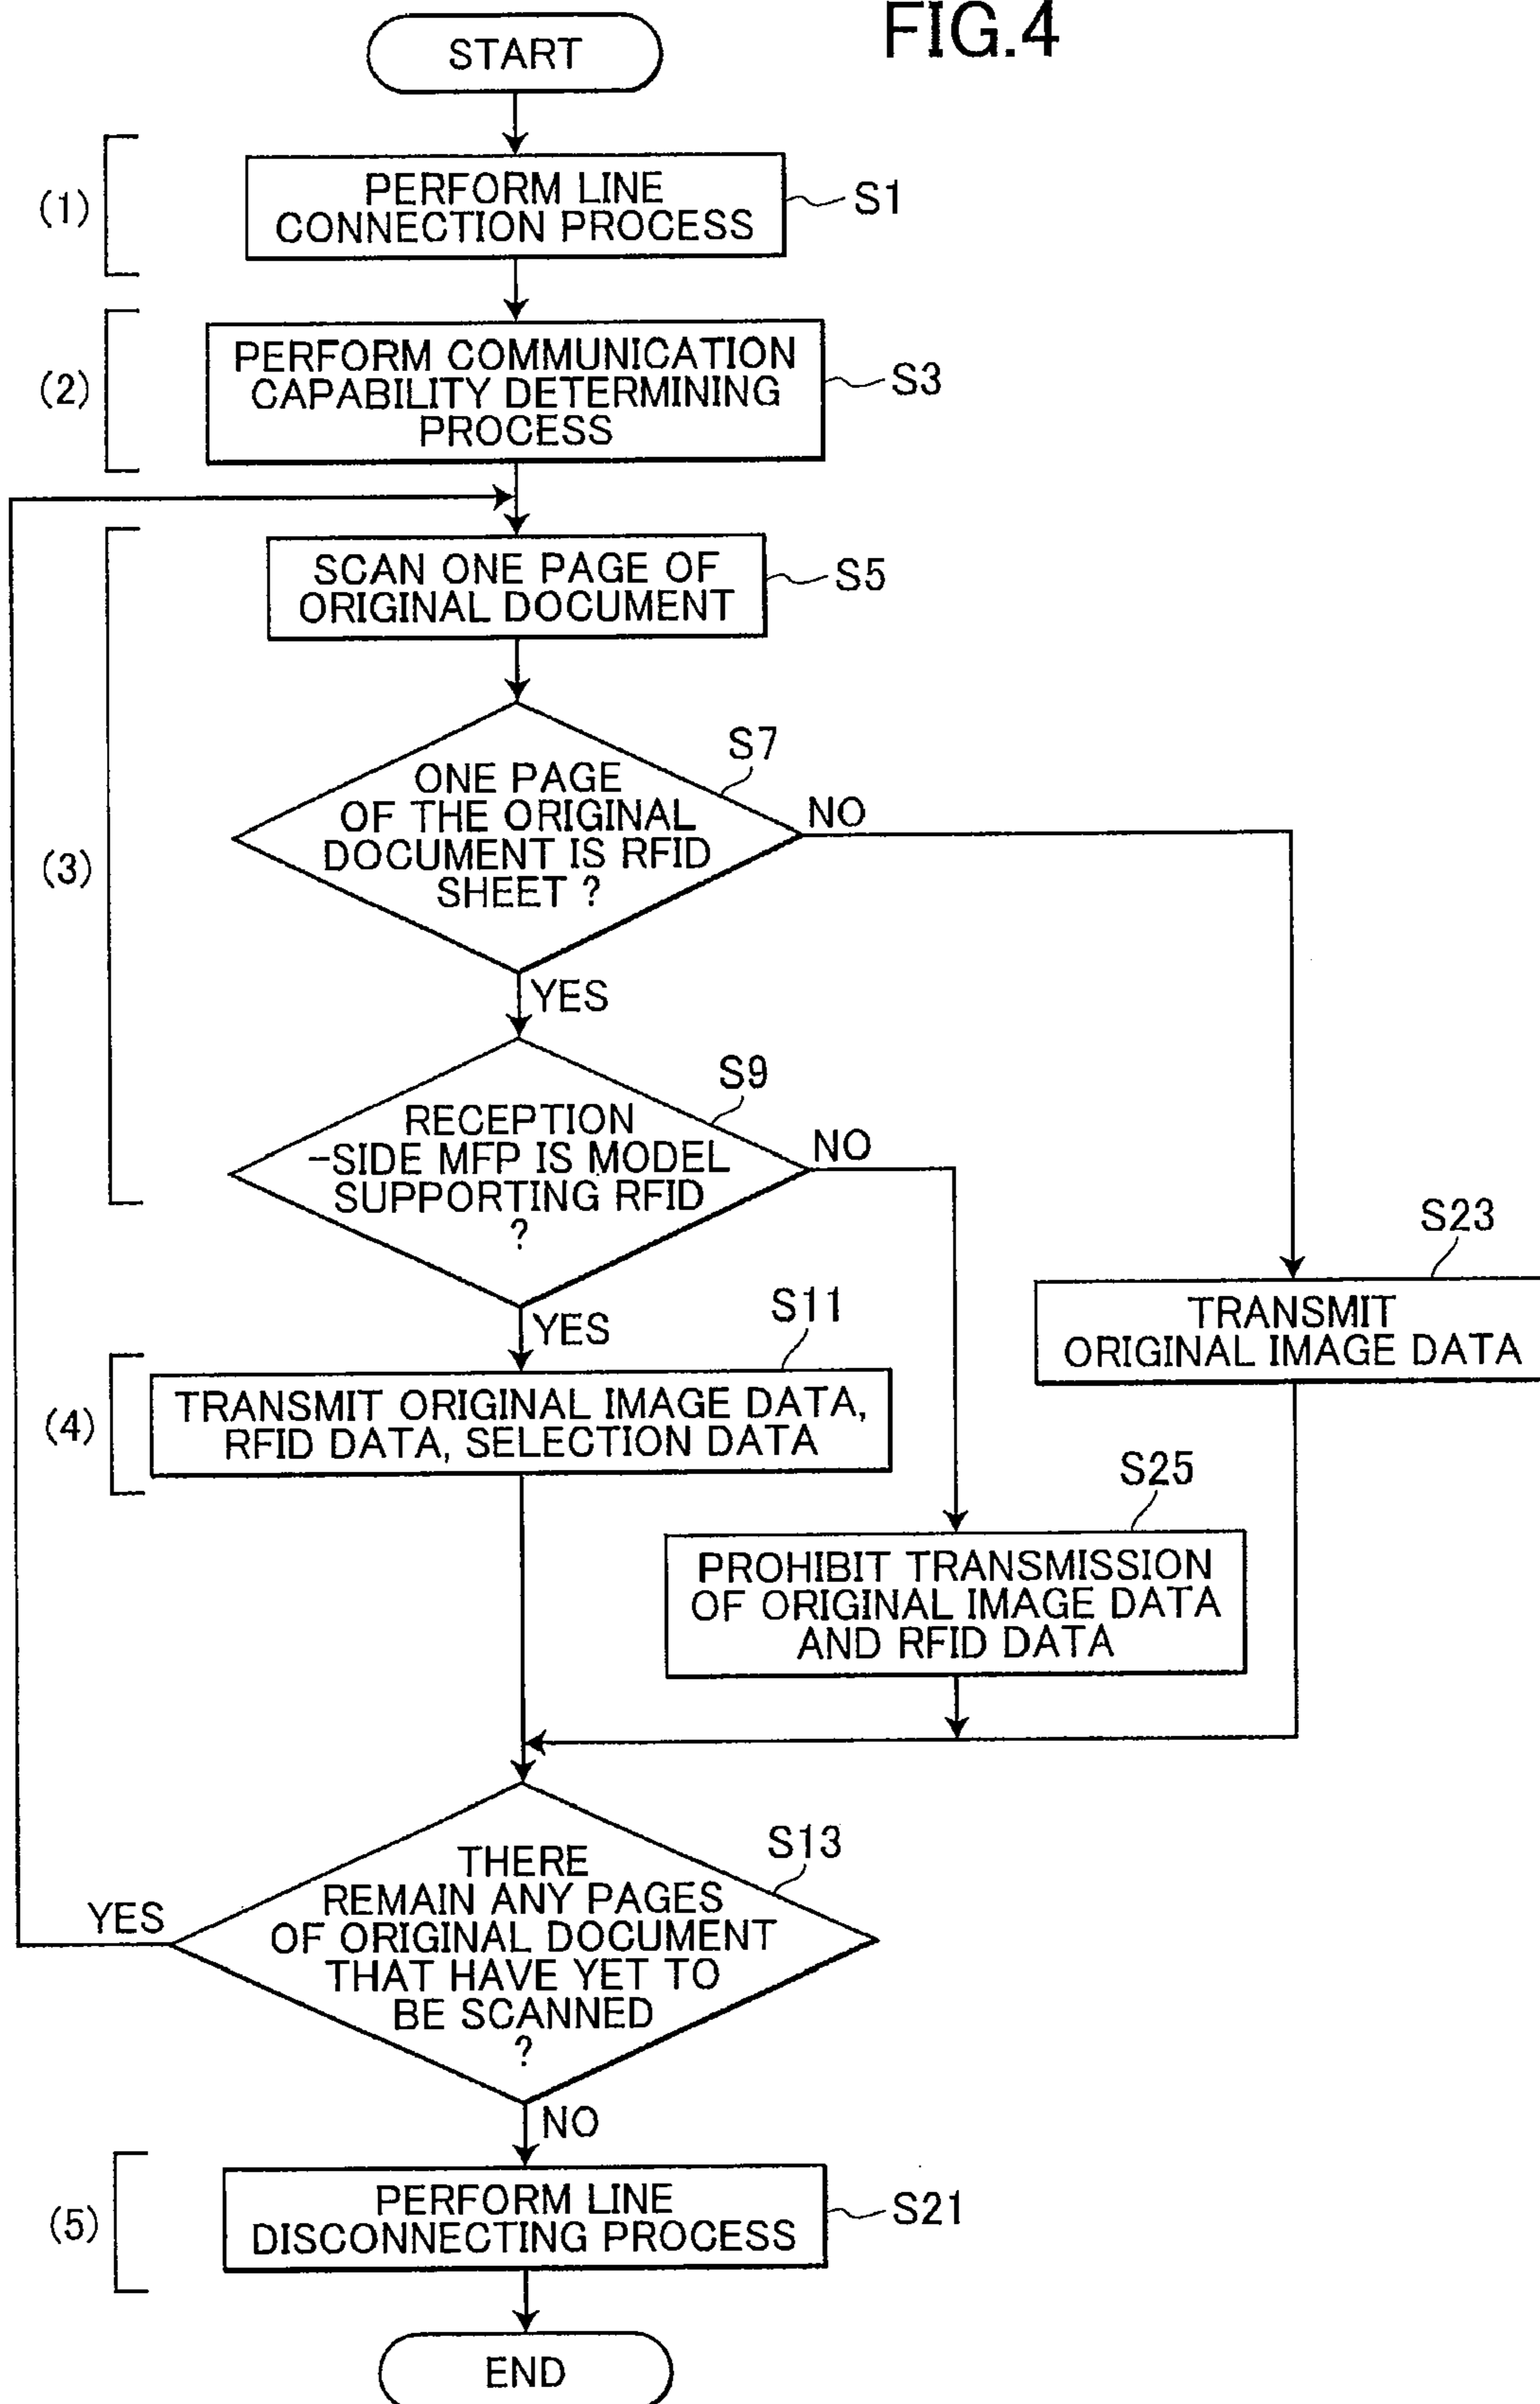 FIG.4
START
(1)
PERFORM LINE
CONNECTION PROCESS
S1
(2)
PERFORM COMMUNICATION
CAPABILITY DETERMINING
PROCESS
S3
(3)
SCAN ONE PAGE OF
ORIGINAL DOCUMENT
S5
S7
ONE PAGE
OF THE ORIGINAL
DOCUMENT IS RFID
SHEET ?
NO
YES
S9
RECEPTION
-SIDE MFP IS MODEL
SUPPORTING RFID
?
NO
YES
S23
TRANSMIT
ORIGINAL IMAGE DATA
S11
(4)
TRANSMIT ORIGINAL IMAGE DATA,
RFID DATA, SELECTION DATA
S25
PROHIBIT TRANSMISSION
OF ORIGINAL IMAGE DATA
AND RFID DATA
S13
THERE
REMAIN ANY PAGES
OF ORIGINAL DOCUMENT
THAT HAVE YET TO
BE SCANNED
?
YES
NO
(5)
PERFORM LINE
DISCONNECTING PROCESS
S21
END